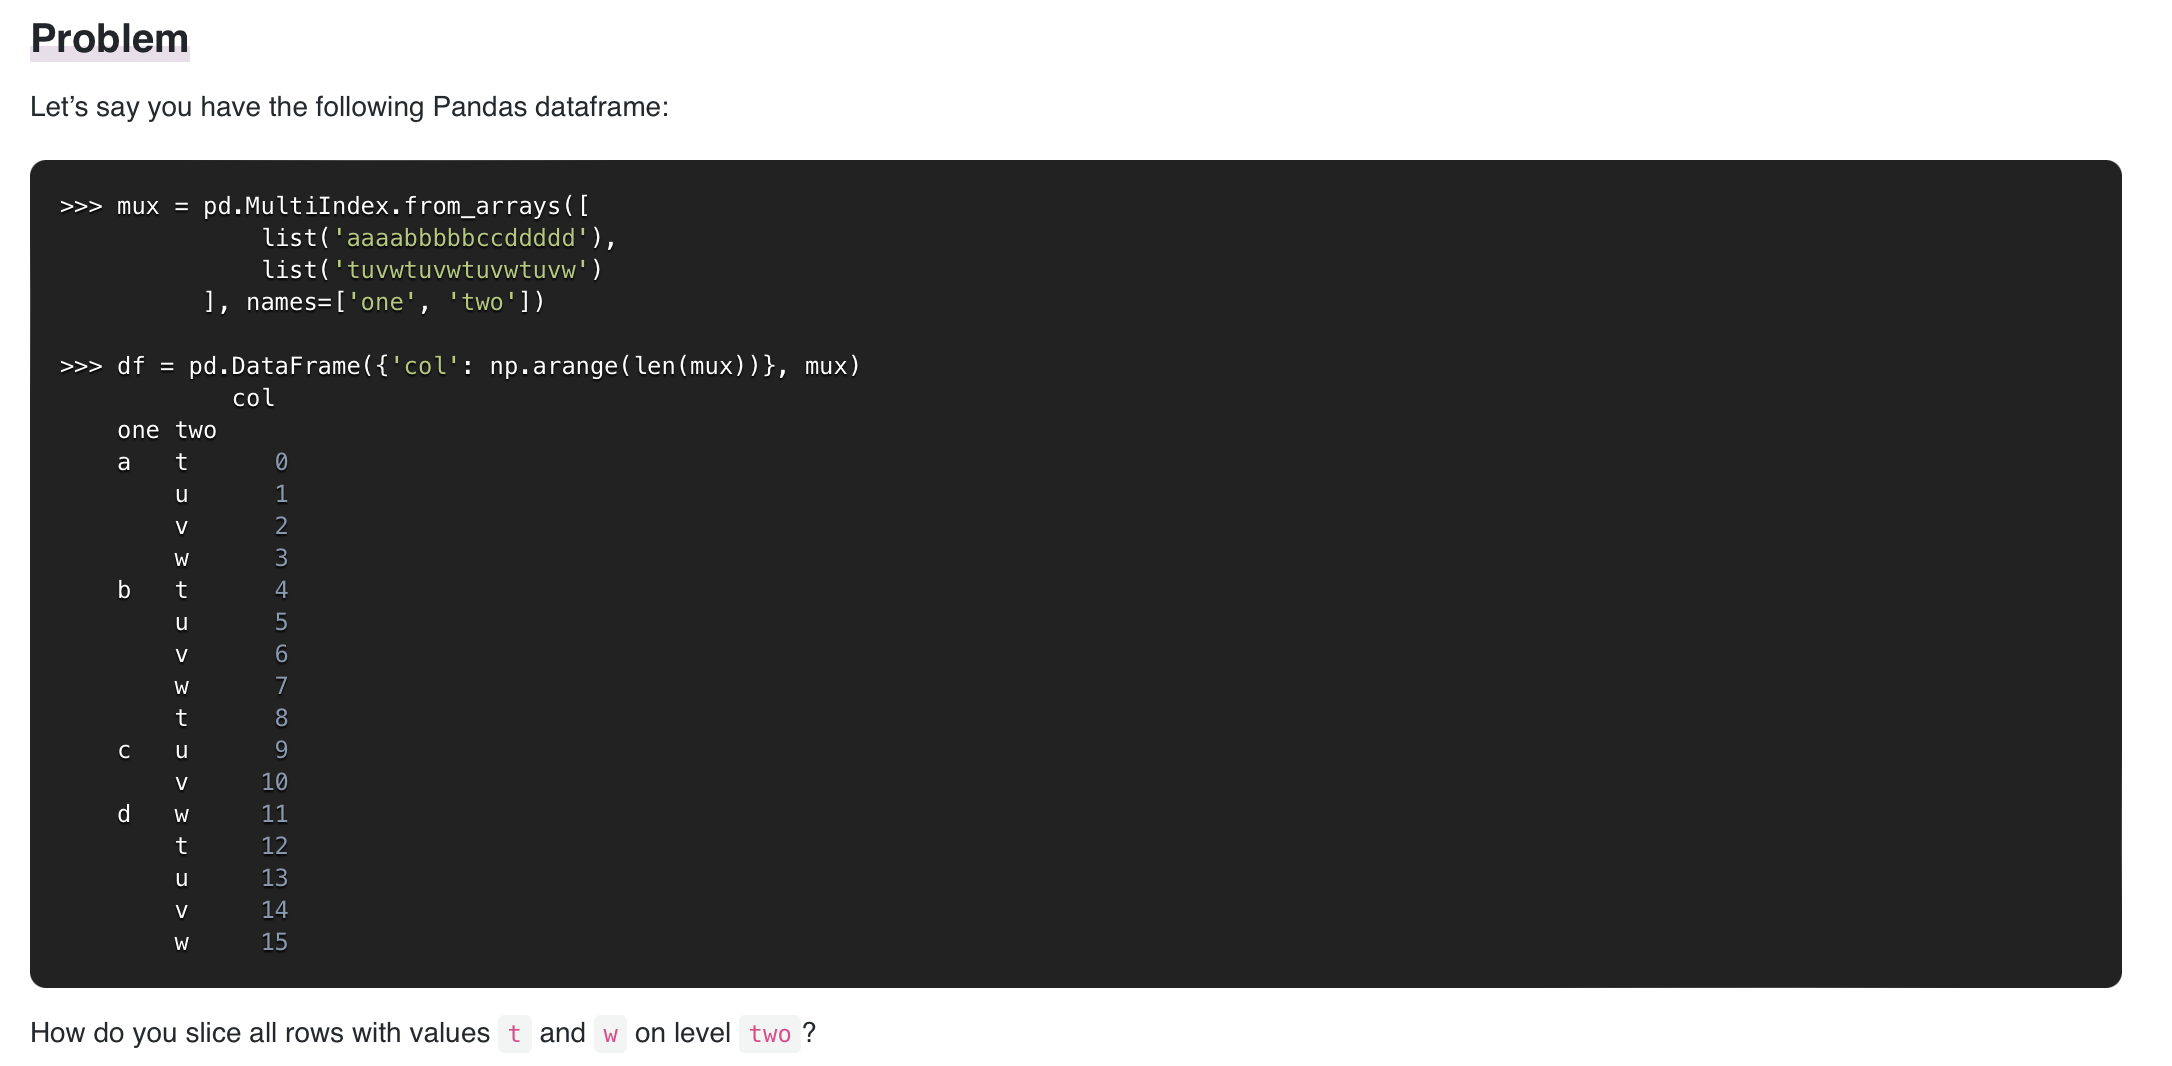 Problem
Let’s say you have the following Pandas dataframe:
>>> mux = pd.MultiIndex.from_arrays([
              list('aaaabbbbbccddddd'),
              list('tuvwtuvwtuvwtuvw')
          ], names=['one', 'two'])
>>> df = pd.DataFrame({'col': np.arange(len(mux))}, mux)
            col
    one two
    a   t      0
        u      1
        v      2
        w      3
    b   t      4
        u      5
        v      6
        w      7
        t      8
    c   u      9
        v     10
    d   w     11
        t     12
        u     13
        v     14
        w     15
How do you slice all rows with values t and w on level two?